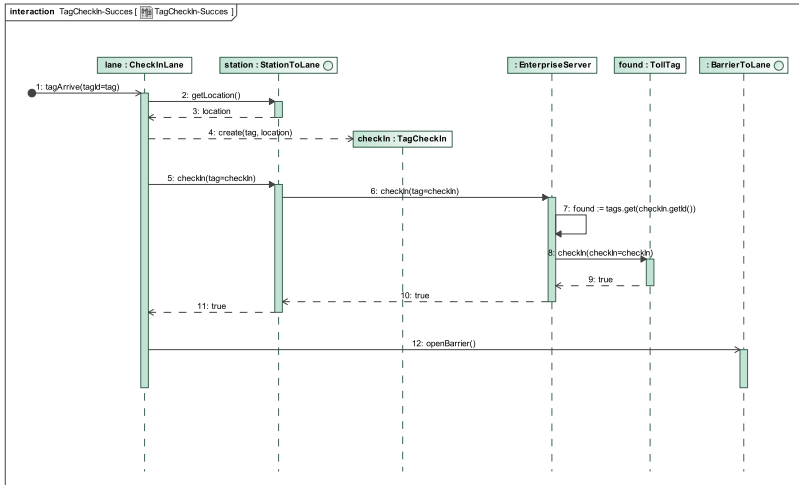 interaction TagCheckIn-Succes [ TagCheckIn-Succes ]
lane : CheckInLane
station : StationToLane
: EnterpriseServer
found : TollTag
: BarrierToLane
1: tagArrive(tagId=tag)
2: getLocation()
3: location
4: create(tag, location)
checkIn : TagCheckIn
5: checkIn(tag=checkIn)
6: checkIn(tag=checkIn)
7: found := tags.get(checkIn.getId())
8: checkIn(checkIn=checkIn)
9: true
10: true
11: true
12: openBarrier()